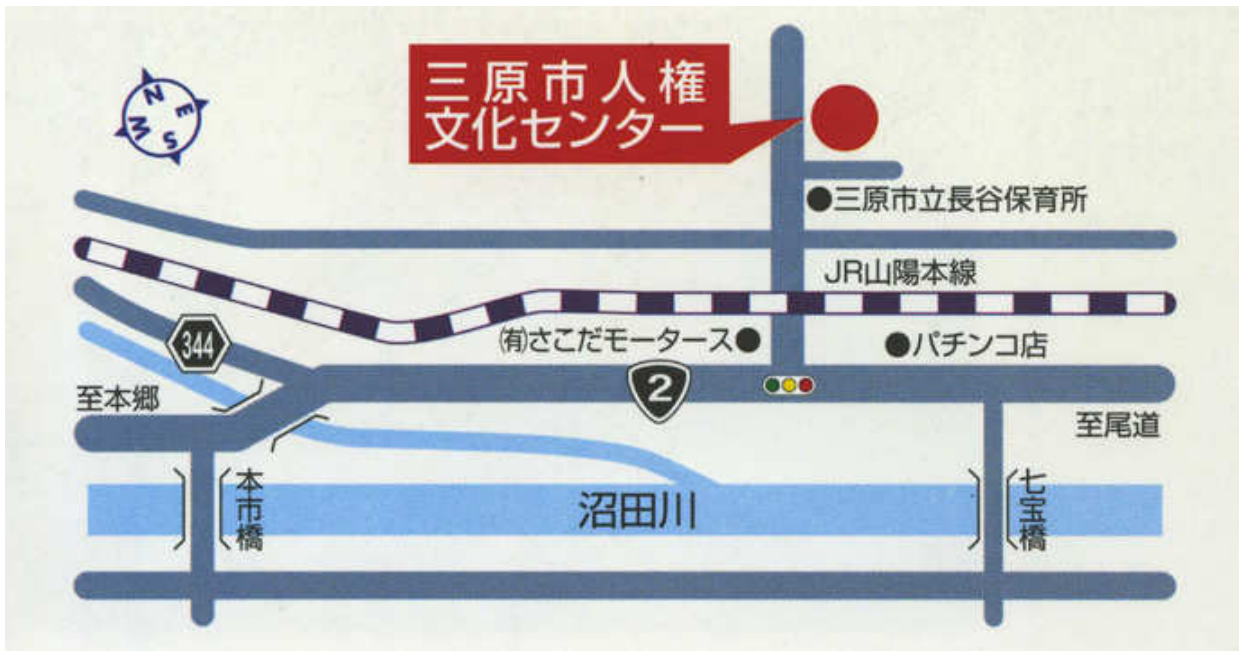 三原市人権
文化センター
N
E
W
S
三原市立長谷保育所
JR山陽本線
344
㈲さこだモータース
パチンコ店
2
至本郷
至尾道
本市橋
沼田川
七宝橋